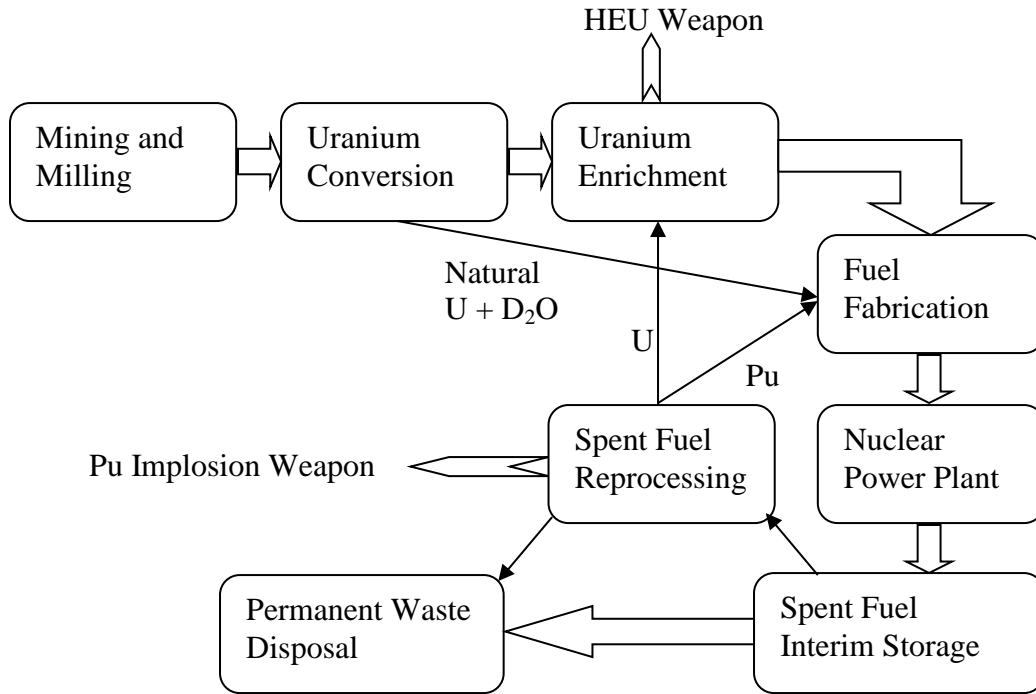 HEU Weapon
Mining and
Milling
Uranium
Conversion
Uranium
Enrichment
Natural
U + D₂O
Fuel
Fabrication
U
Pu
Pu Implosion Weapon
Spent Fuel
Reprocessing
Nuclear
Power Plant
Permanent Waste
Disposal
Spent Fuel
Interim Storage